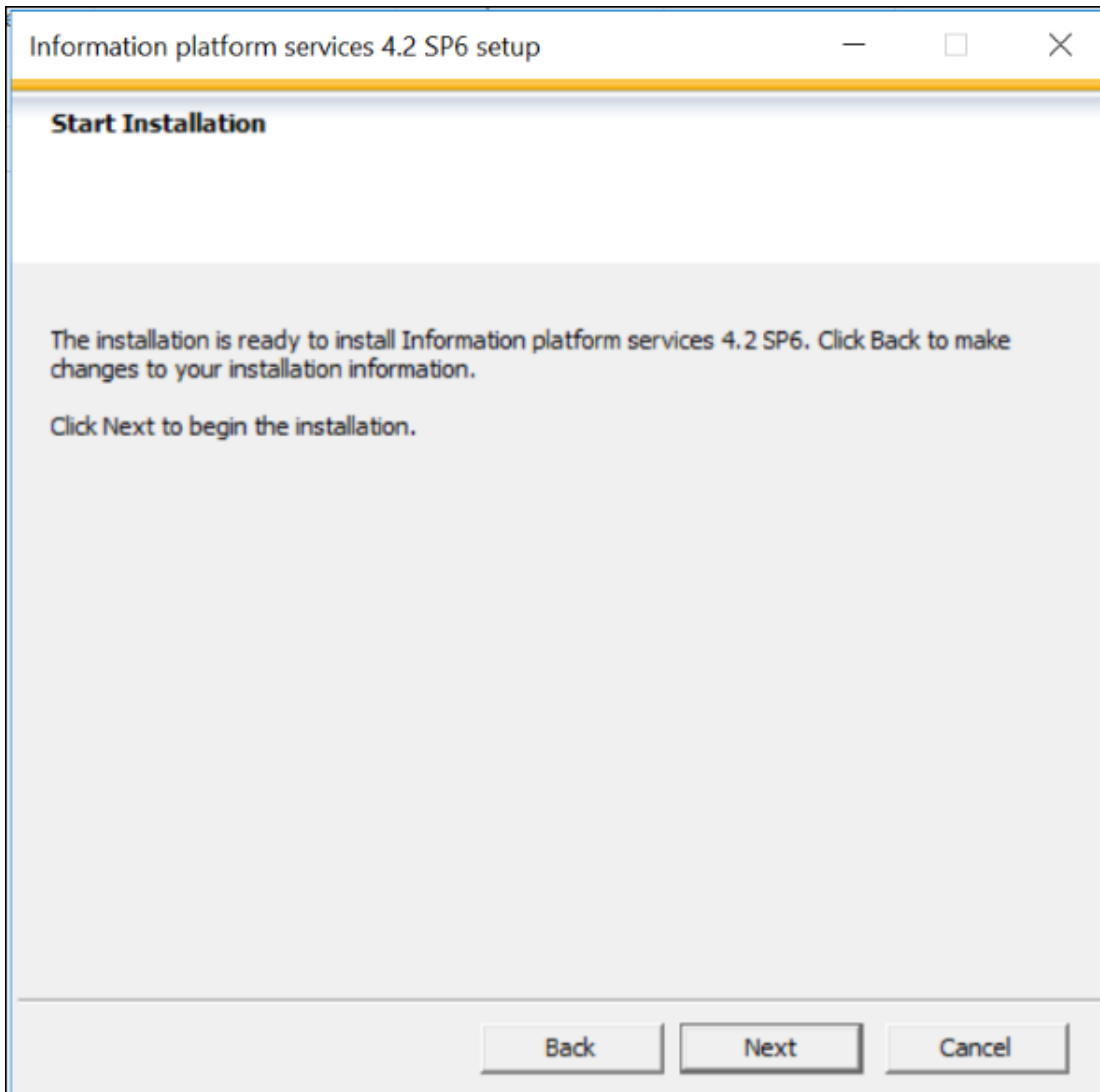 Information platform services 4.2 SP6 setup
Start Installation
The installation is ready to install Information platform services 4.2 SP6. Click Back to make
changes to your installation information.
Click Next to begin the installation.
Back
Next
Cancel